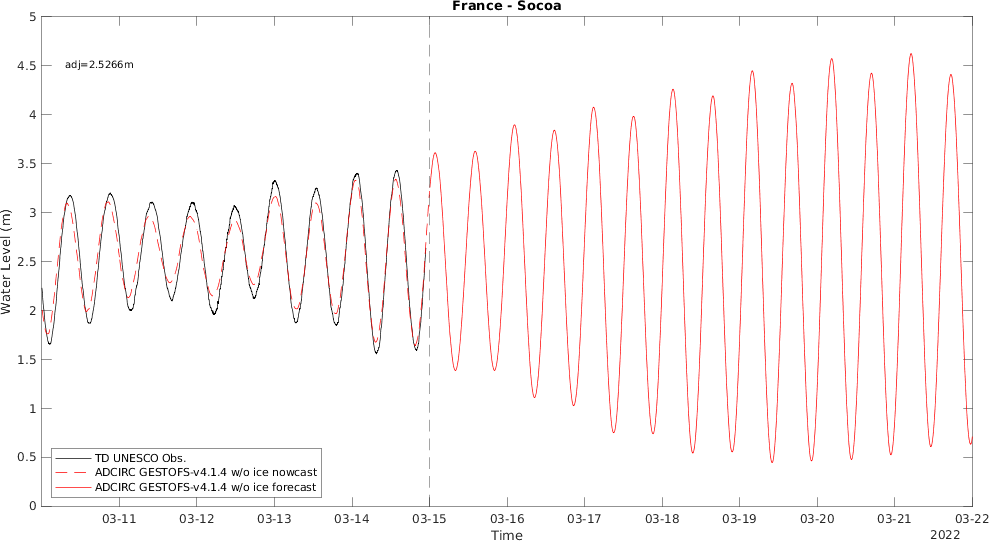 France - Socoa
5
4.5
4
3.5
3
2.5
2
1.5
1
0.5
0
Water Level (m)
adj=2.5266m
TD UNESCO Obs.
ADCIRC GESTOFS-v4.1.4 w/o ice nowcast
ADCIRC GESTOFS-v4.1.4 w/o ice forecast
03-11 03-12 03-13 03-14 03-15 03-16 03-17 03-18 03-19 03-20 03-21 03-22
Time
2022